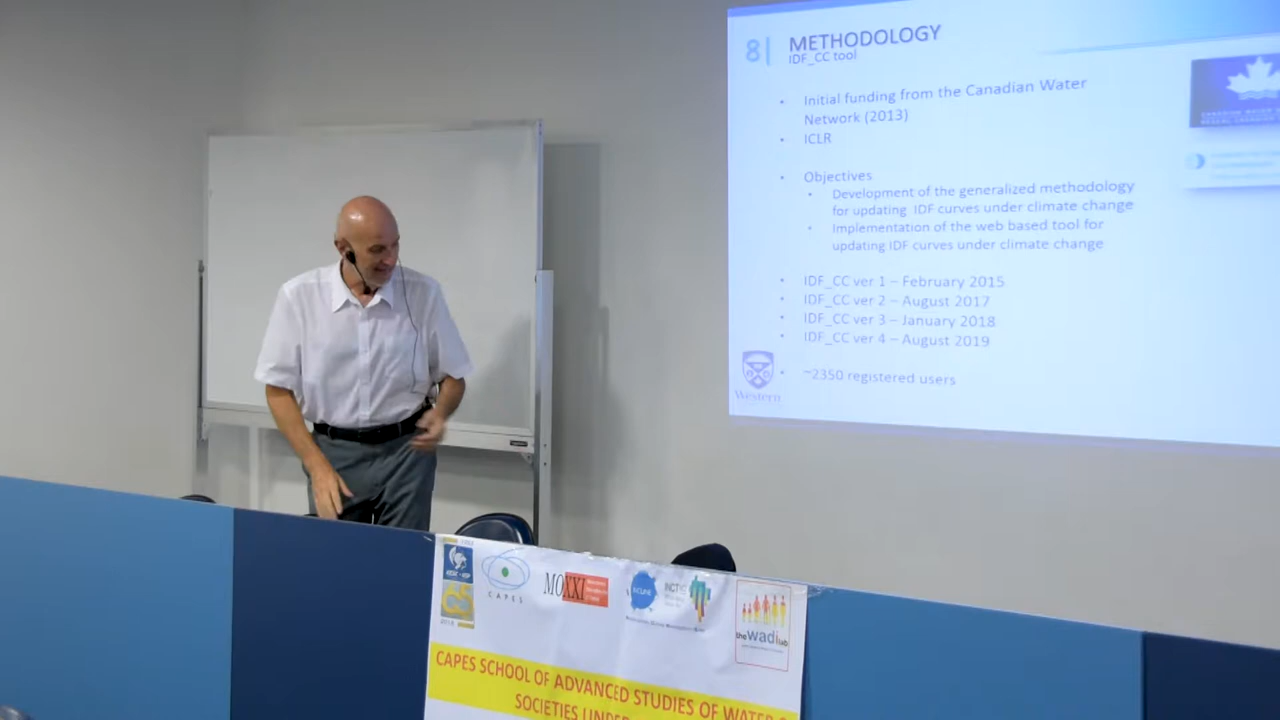 8|
METHODOLOGY
IDF_CC tool
Initial funding from the Canadian Water
Network (2013)
ICLR
Objectives
Development of the generalized methodology
for updating IDF curves under climate change
Implementation of the web based tool for
updating IDF curves under climate change
IDF_CC ver 1 – February 2015
IDF_CC ver 2 – August 2017
IDF_CC ver 3 – January 2018
IDF_CC ver 4 – August 2019
~2350 registered users
Western
65
CAPES
MOXXI
the wadi lab
CAPES SCHOOL OF ADVANCED STUDIES OF WATER
SOCIETIES UNDER